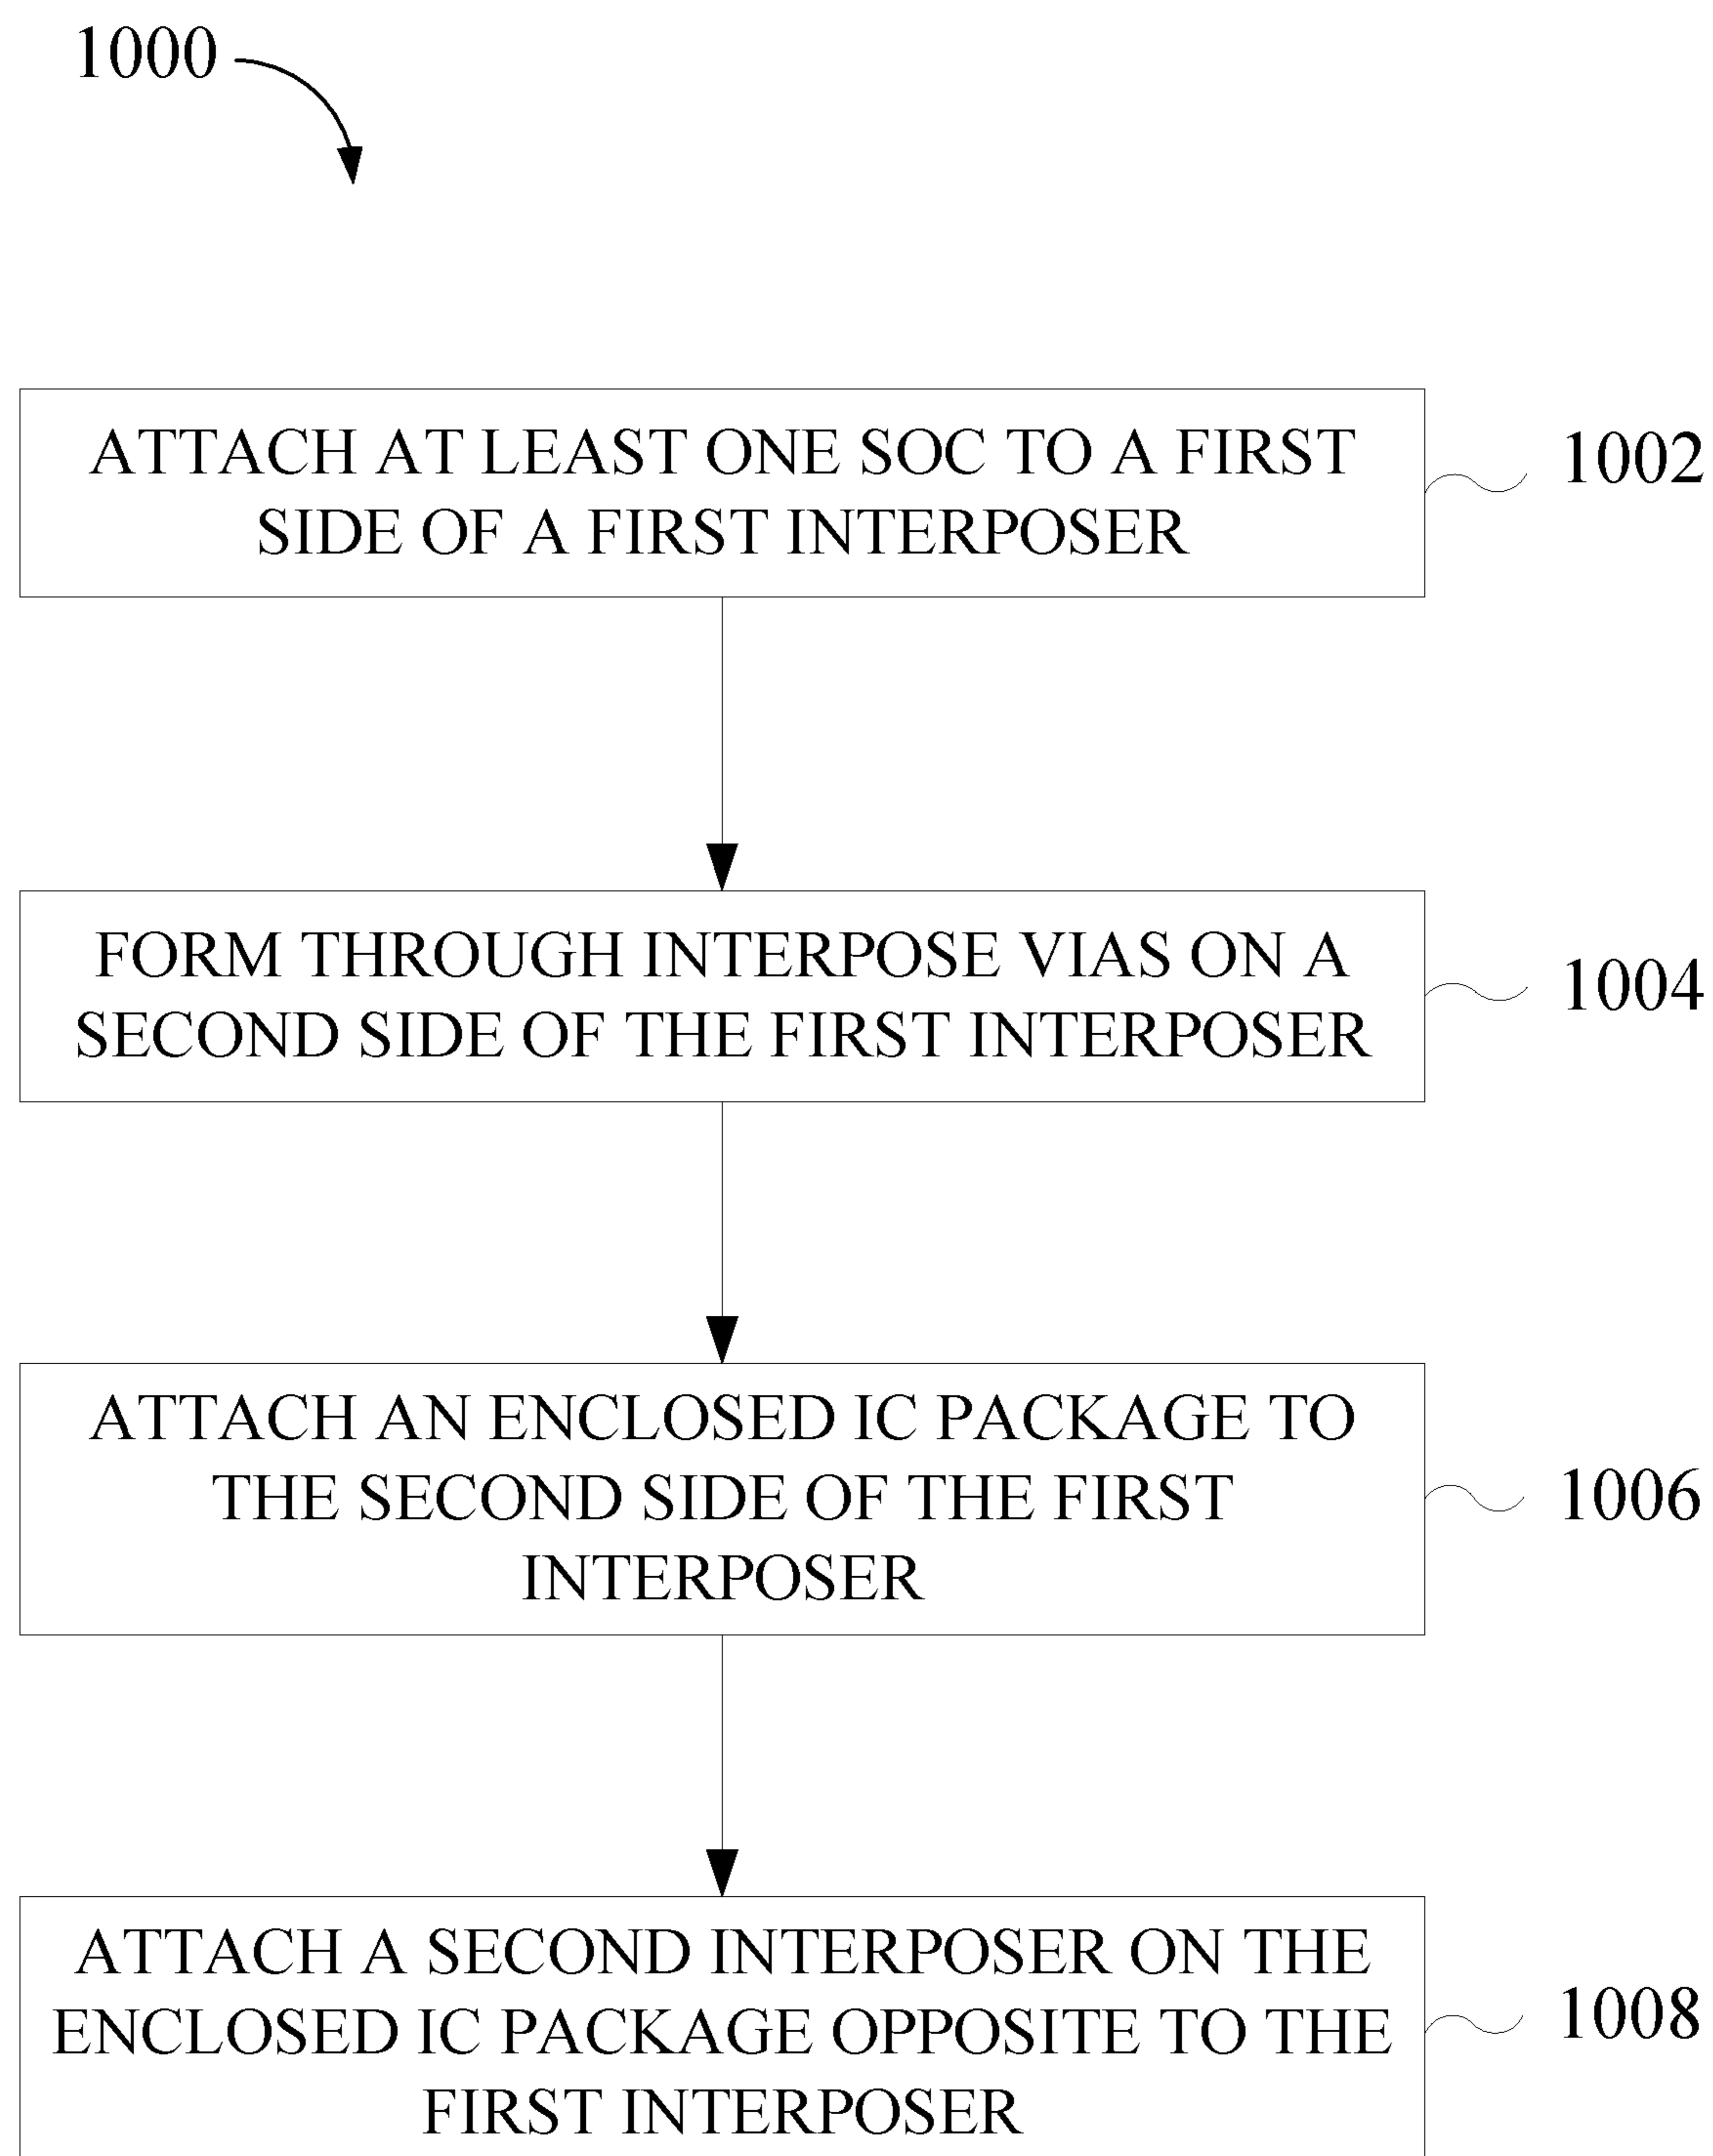 1000
ATTACH AT LEAST ONE SOC TO A FIRST
SIDE OF A FIRST INTERPOSER
1002
FORM THROUGH INTERPOSE VIAS ON A
SECOND SIDE OF THE FIRST INTERPOSER
1004
ATTACH AN ENCLOSED IC PACKAGE TO
THE SECOND SIDE OF THE FIRST
INTERPOSER
1006
ATTACH A SECOND INTERPOSER ON THE
ENCLOSED IC PACKAGE OPPOSITE TO THE
FIRST INTERPOSER
1008